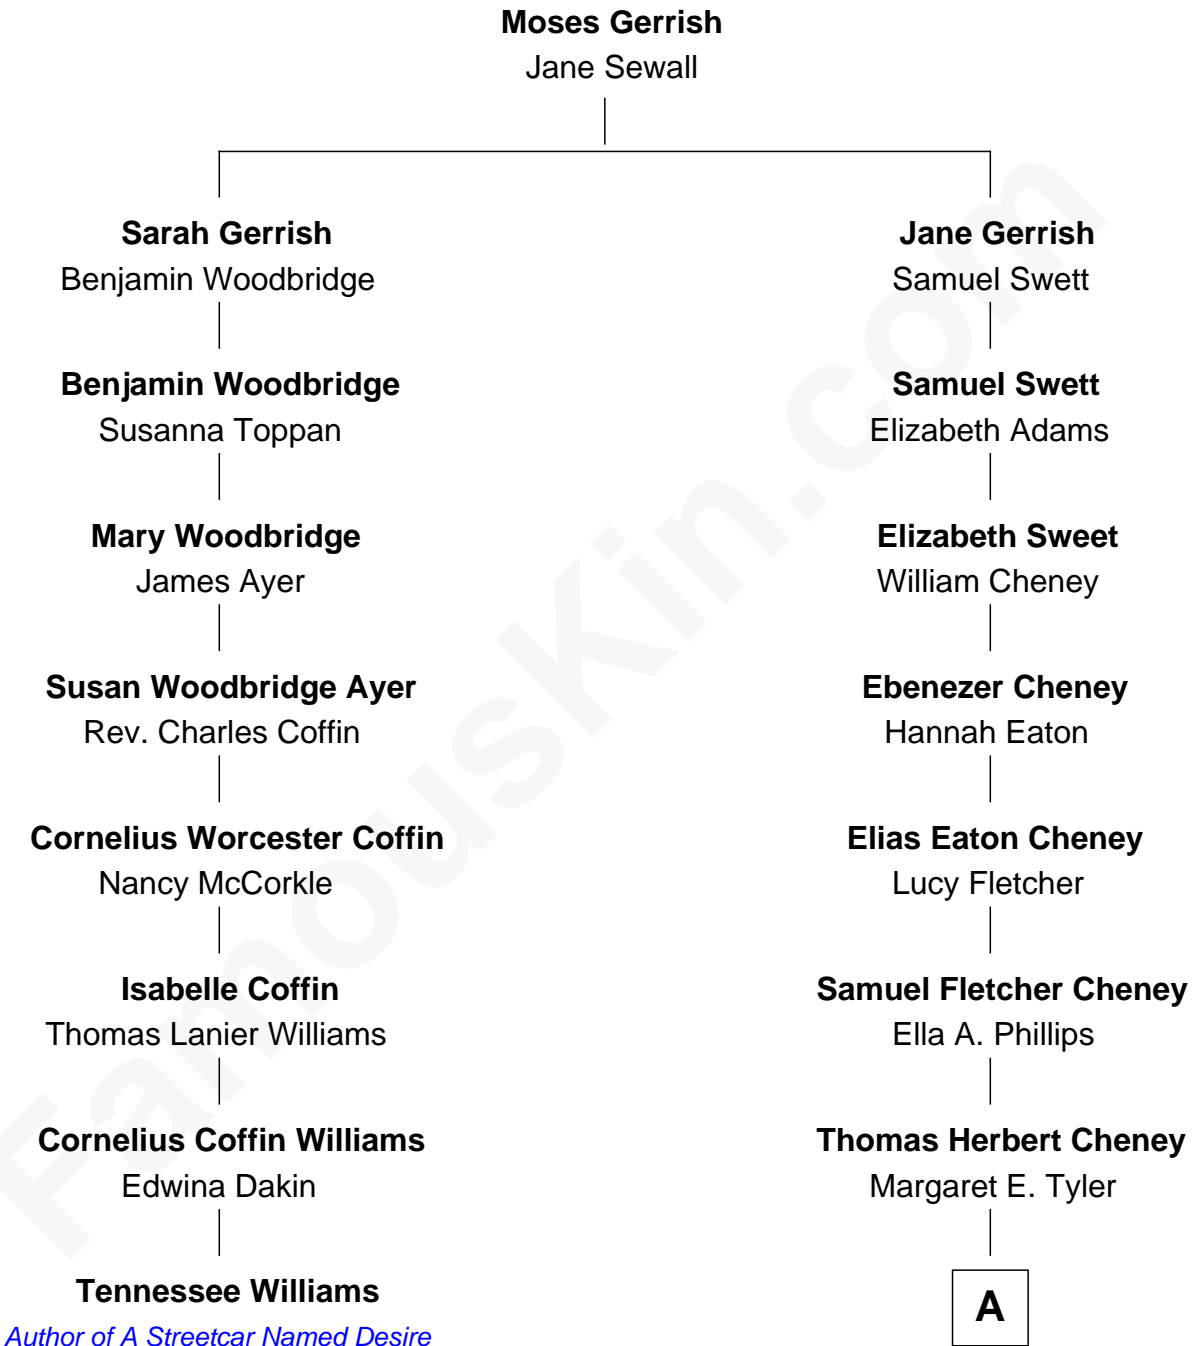 Moses Gerrish
Jane Sewall
Sarah Gerrish
Benjamin Woodbridge
Jane Gerrish
Samuel Swett
Benjamin Woodbridge
Susanna Toppan
Samuel Swett
Elizabeth Adams
Mary Woodbridge
James Ayer
Elizabeth Sweet
William Cheney
Susan Woodbridge Ayer
Rev. Charles Coffin
Ebenezer Cheney
Hannah Eaton
Cornelius Worcester Coffin
Nancy McCorkle
Elias Eaton Cheney
Lucy Fletcher
Isabelle Coffin
Thomas Lanier Williams
Samuel Fletcher Cheney
Ella A. Phillips
Cornelius Coffin Williams
Edwina Dakin
Thomas Herbert Cheney
Margaret E. Tyler
Tennessee Williams
Author of A Streetcar Named Desire
A
FamousKin.com